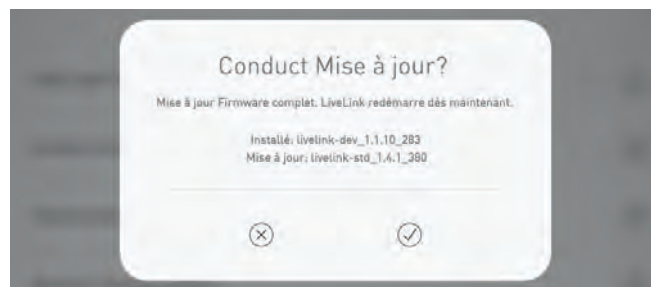 Conduct Mise à jour?
Mise à jour Firmware complet. LiveLink redémarre dès maintenant.
Installé: livelink-dev_1.1.10_283
Mise à jour: livelink-std_1.4.1_380